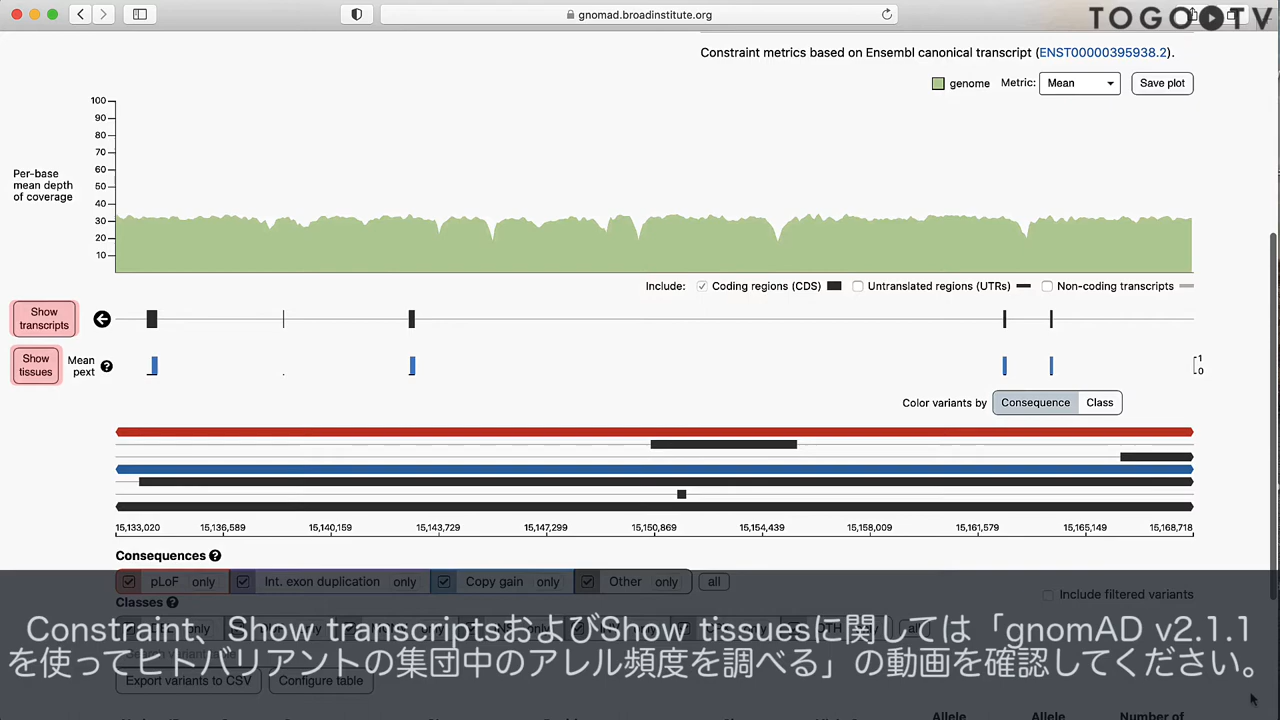 gnomad.broadinstitute.org
TOGO TV
Constraint metrics based on Ensembl canonical transcript (ENST00000395938.2).
genome Metric: Mean Save plot
100
90
80
70
60
50
40
30
20
10
Per-base
mean depth
of coverage
Include: Coding regions (CDS) Untranslated regions (UTRs) Non-coding transcripts
Show
transcripts
Show
tissues
Mean
pext
1
0
Color variants by Consequence Class
15,133,020 15,136,589 15,140,159 15,143,729 15,147,299 15,150,869 15,154,439 15,158,009 15,161,579 15,165,149 15,168,718
Consequences
pLoF only Int. exon duplication only Copy gain only Other only all
Classes
Include filtered variants
Constraint、Show transcriptsおよびShow tissuesに関しては「gnomAD v2.1.1
を使ってヒトバリアントの集団中のアレル頻度を調べる」の動画を確認してください。
Export variants to CSV Configure table
Allele Allele Number of